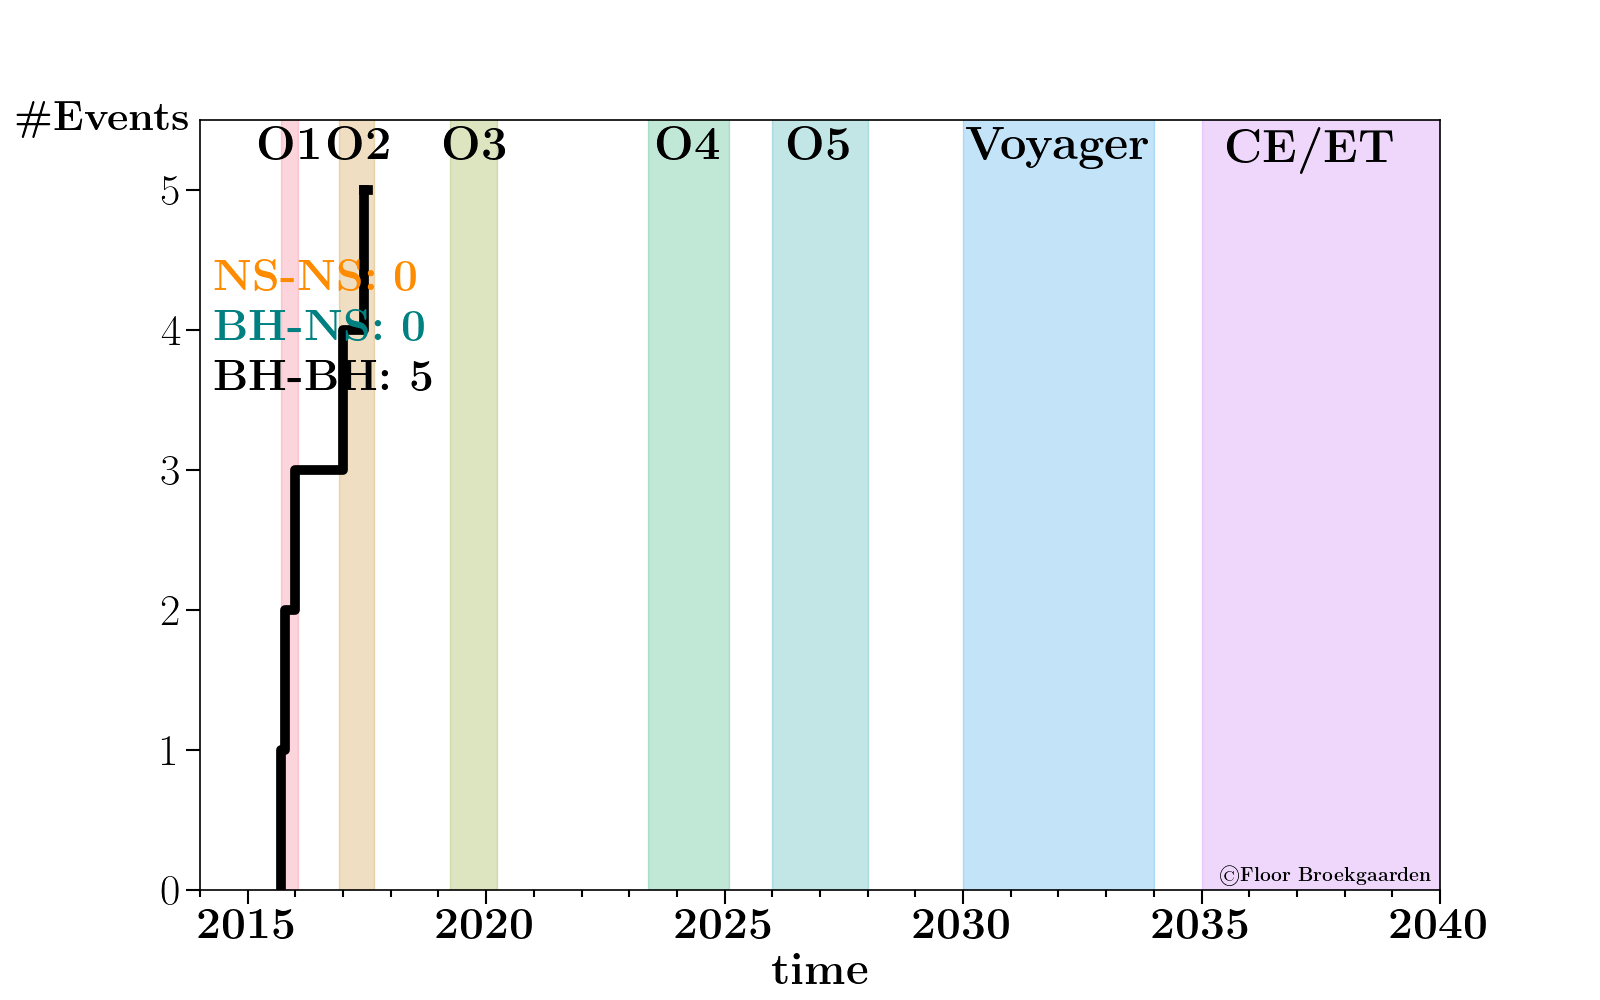 #Events
O1 O2 O3 O4 O5 Voyager CE/ET
5
NS-NS: 0
BH-NS: 0
4
BH-BH: 5
3
2
1
0
©Floor Broekgaarden
2015 2020 2025 2030 2035 2040
time